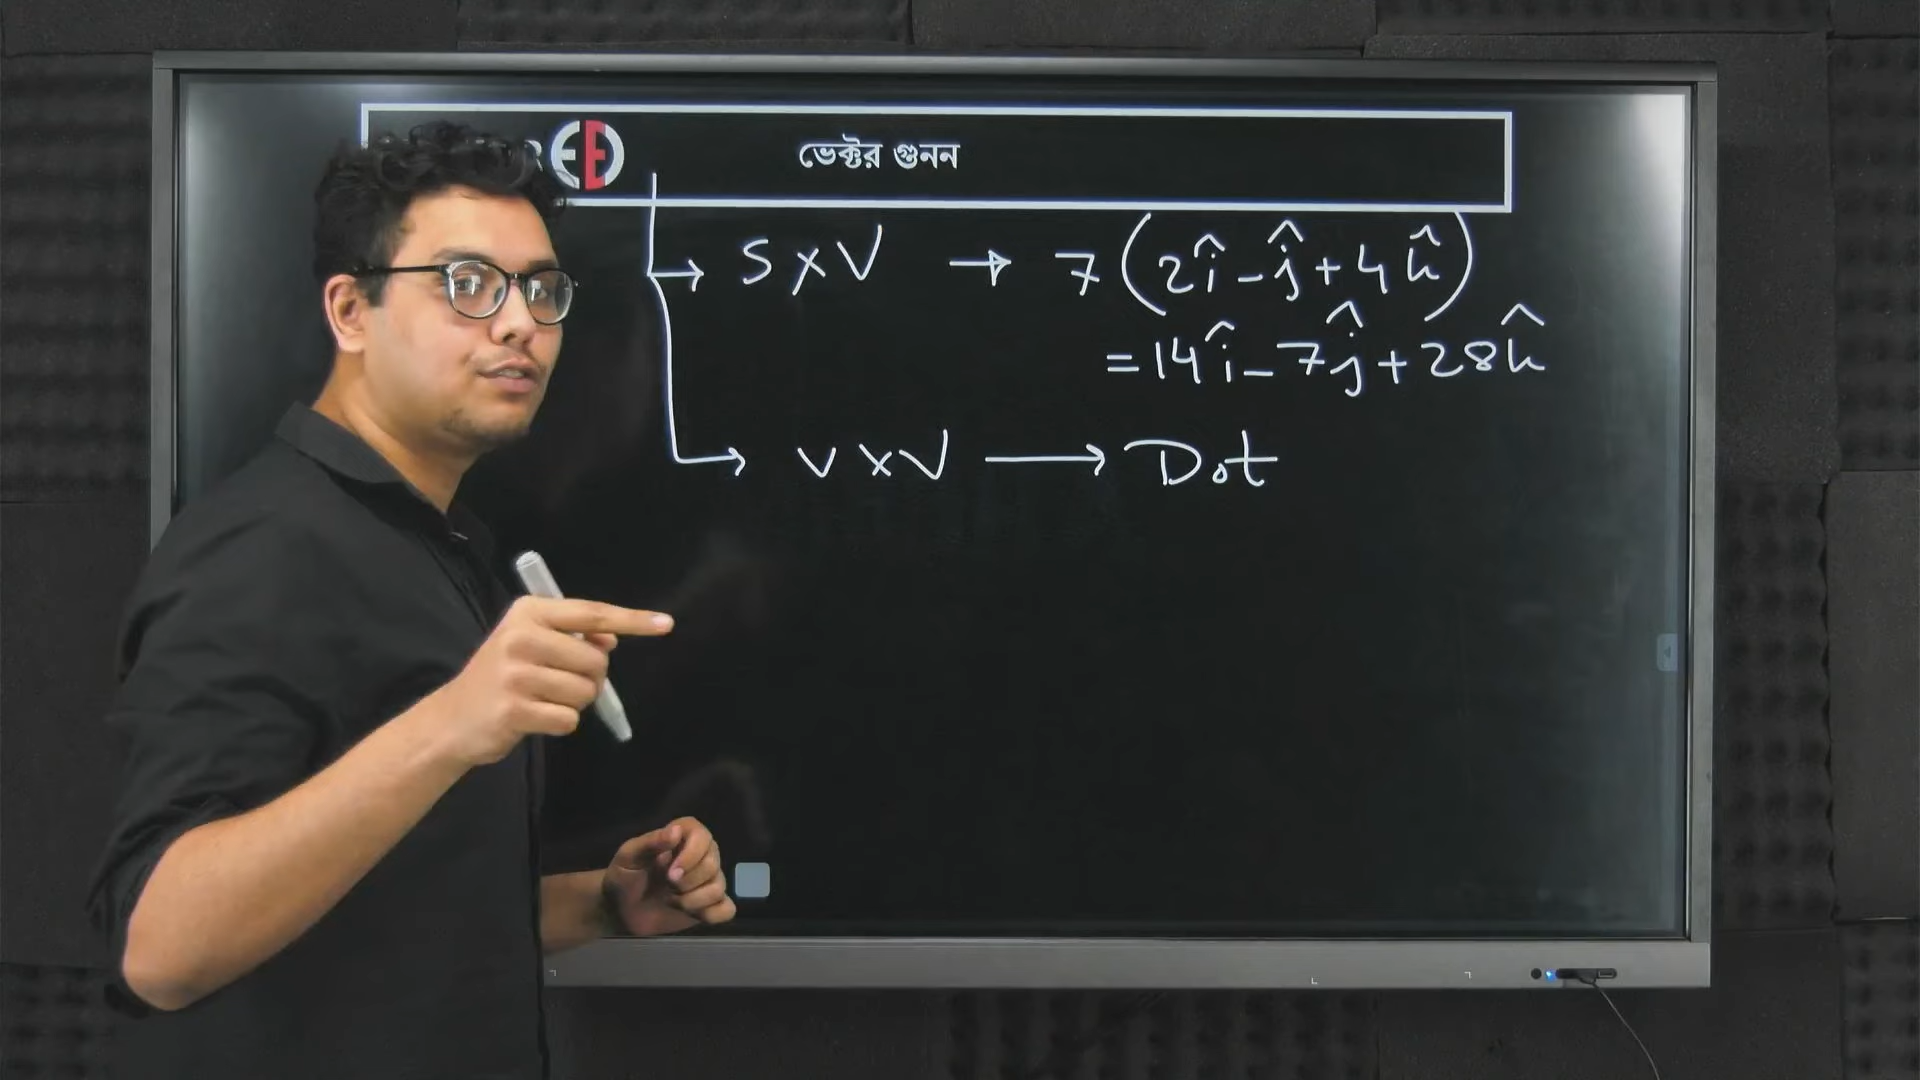 ভেক্টর গুনন
→ S × V → 7 (2î - ĵ + 4k̂)
= 14î - 7ĵ + 28k̂
→ V × V → Dot